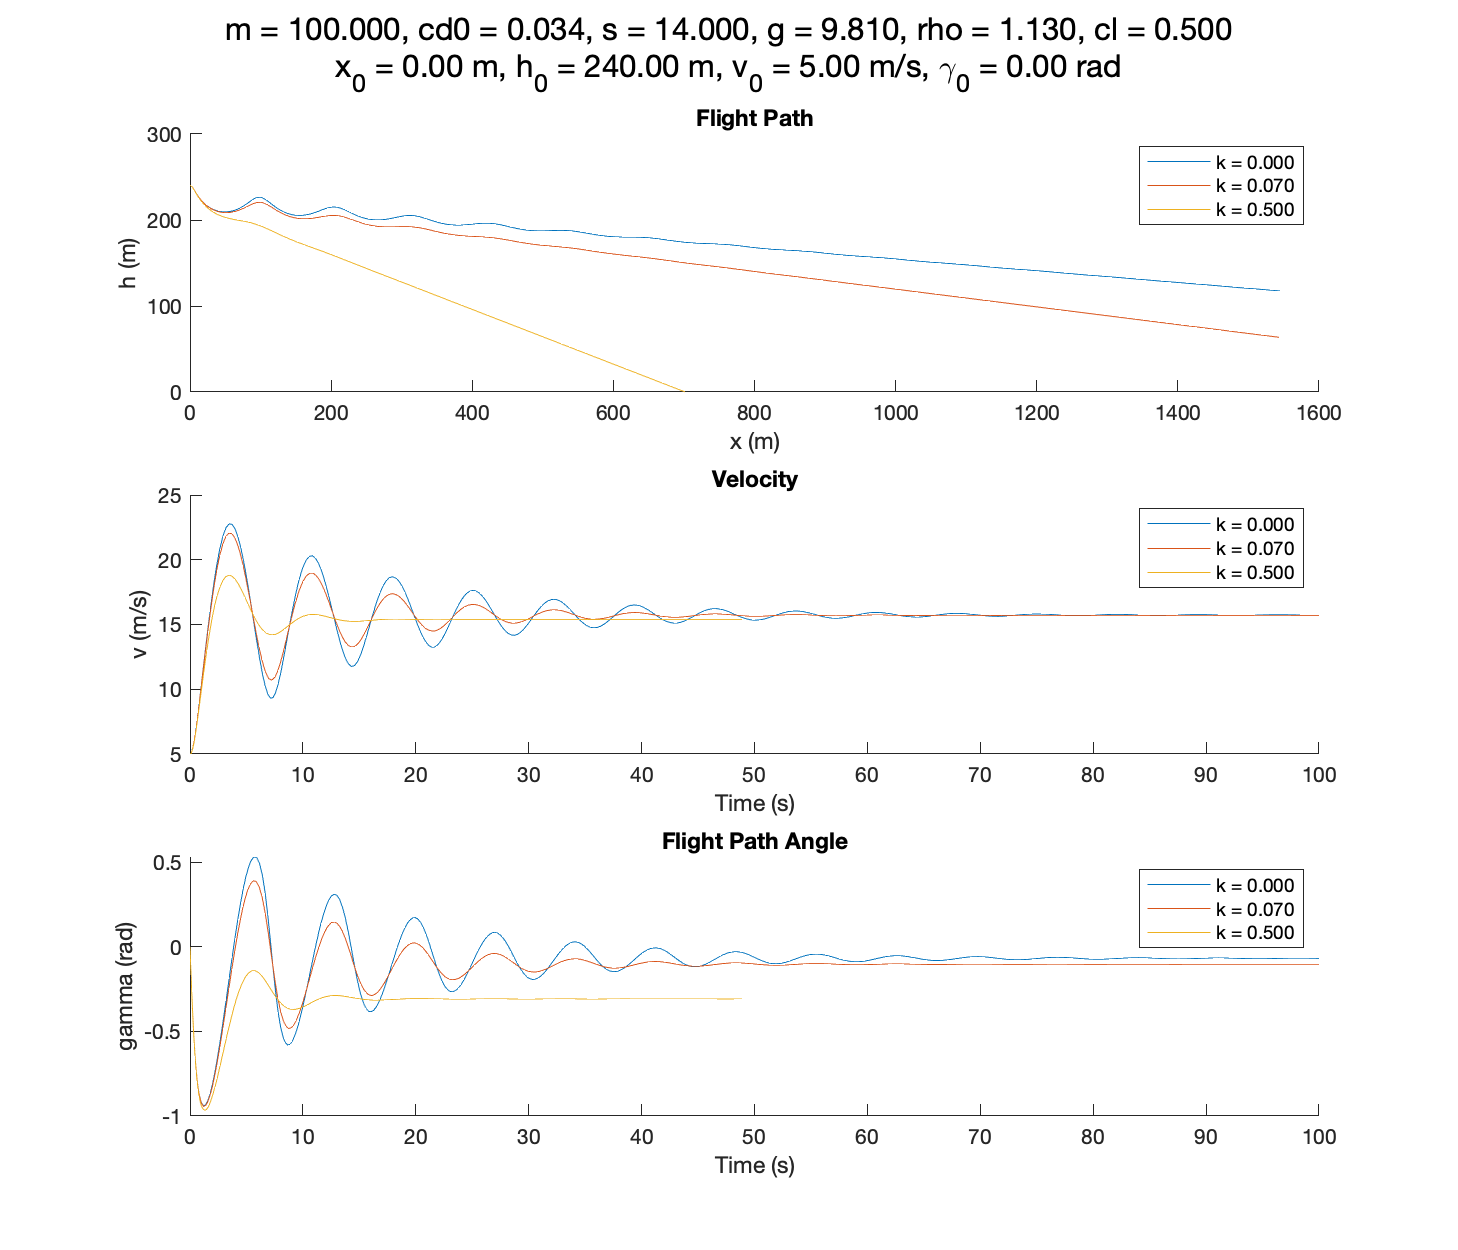 m = 100.000, cd0 = 0.034, s = 14.000, g = 9.810, rho = 1.130, cl = 0.500
x₀ = 0.00 m, h₀ = 240.00 m, v₀ = 5.00 m/s, γ₀ = 0.00 rad
Flight Path
300
200
100
0
h (m)
k = 0.000
k = 0.070
k = 0.500
0 200 400 600 800 1000 1200 1400 1600
x (m)
Velocity
25
20
15
10
5
v (m/s)
k = 0.000
k = 0.070
k = 0.500
0 10 20 30 40 50 60 70 80 90 100
Time (s)
Flight Path Angle
0.5
0
-0.5
-1
gamma (rad)
k = 0.000
k = 0.070
k = 0.500
0 10 20 30 40 50 60 70 80 90 100
Time (s)